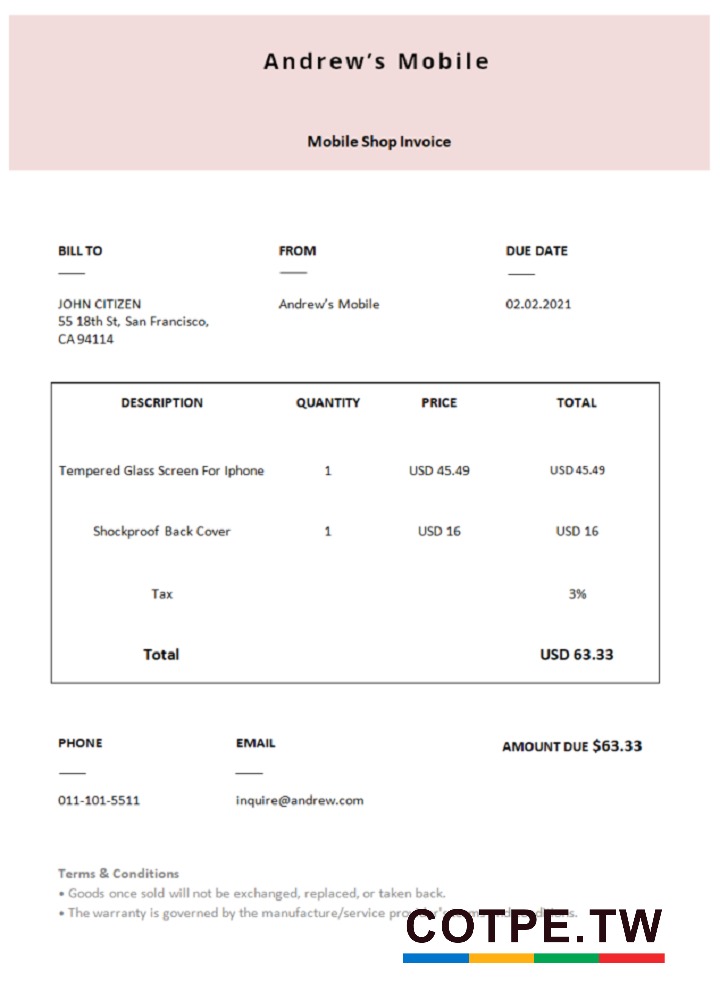 Andrew’s Mobile
Mobile Shop Invoice
BILL TO
FROM
DUE DATE
JOHN CITIZEN
55 18th St, San Francisco,
CA 94114
Andrew’s Mobile
02.02.2021
DESCRIPTION QUANTITY PRICE TOTAL
Tempered Glass Screen For Iphone 1 USD 45.49 USD 45.49
Shockproof Back Cover 1 USD 16 USD 16
Tax 3%
Total USD 63.33
PHONE
EMAIL
AMOUNT DUE $63.33
011-101-5511
inquire@andrew.com
Terms & Conditions
• Goods once sold will not be exchanged, replaced, or taken back.
• The warranty is governed by the manufacture/service
COTPE.TW